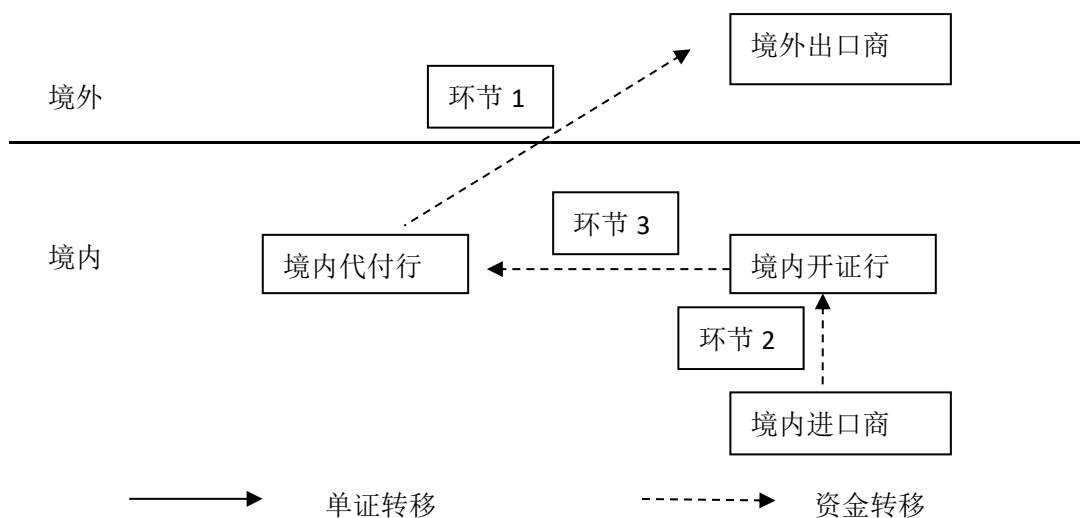 境外出口商
环节 1
境外
环节 3
境内
境内代付行
境内开证行
环节 2
境内进口商
单证转移
资金转移